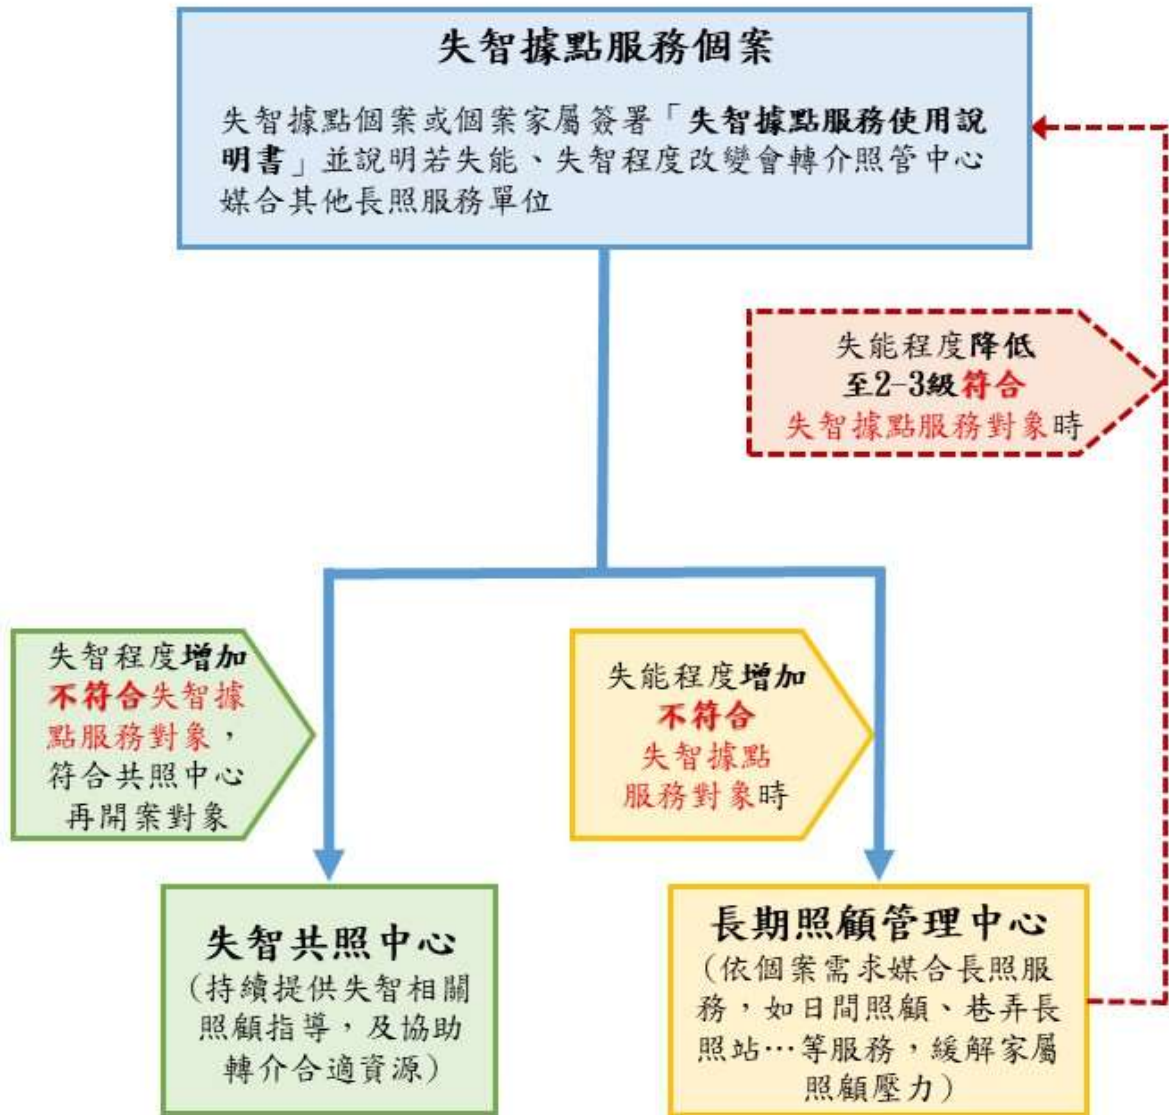 失智據點服務個案
失智據點個案或個案家屬簽署「失智據點服務使用說
明書」並說明若失能、失智程度改變會轉介照管中心
媒合其他長照服務單位
失能程度降低
至2-3級符合
失智據點服務對象時
失智程度增加
不符合失智據
點服務對象，
符合共照中心
再開案對象
失能程度增加
不符合
失智據點
服務對象時
失智共照中心
(持續提供失智相關
照顧指導，及協助
轉介合適資源)
長期照顧管理中心
(依個案需求媒合長照服
務，如日間照顧、巷弄長
照站…等服務，緩解家屬
照顧壓力)